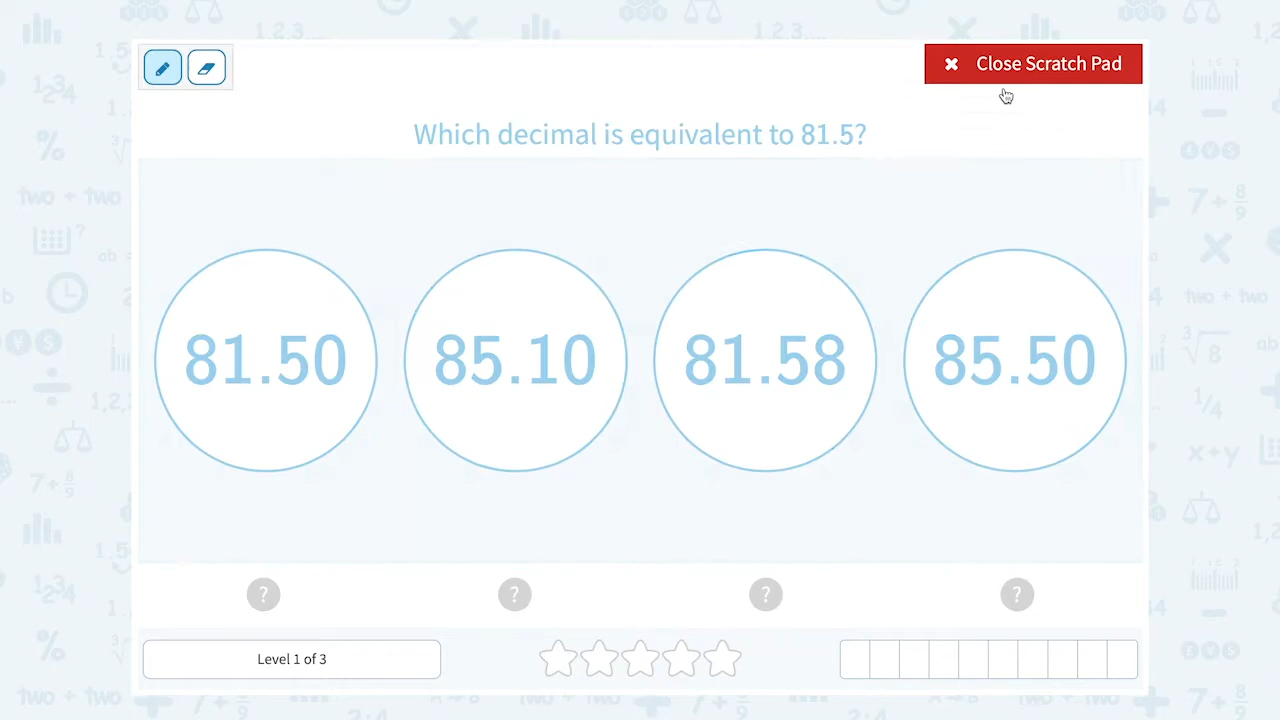 Close Scratch Pad
Which decimal is equivalent to 81.5?
81.50
85.10
81.58
85.50
? ? ? ?
Level 1 of 3